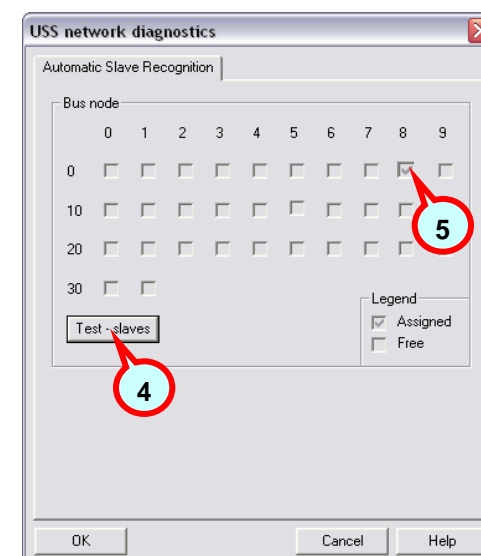 USS network diagnostics
Automatic Slave Recognition
Bus node
0 1 2 3 4 5 6 7 8 9
0
10
5
20
30
Legend
Test - slaves
Assigned
Free
4
OK Cancel Help